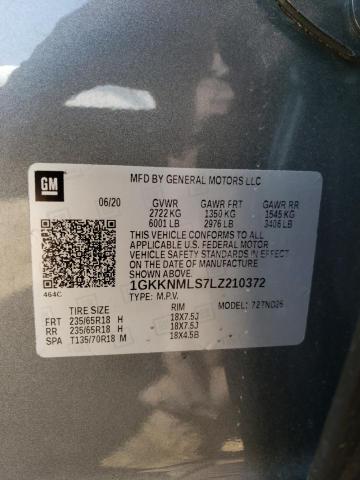 GM
MFD BY GENERAL MOTORS LLC
06/20 GVWR GAWR FRT GAWR RR
2722 KG 1350 KG 1545 KG
6001 LB 2976 LB 3406 LB
THIS VEHICLE CONFORMS TO ALL
APPLICABLE U.S. FEDERAL MOTOR
VEHICLE SAFETY STANDARDS IN EFFECT
ON THE DATE OF MANUFACTURE SHOWN ABOVE.
464C
1GKKNMLS7LZ210372
TYPE: M.P.V. MODEL: 727N026
TIRE SIZE RIM
FRT 235/65R18 H 18X7.5J
RR 235/65R18 H 18X7.5J
SPA T135/70R18 M 18X4.5B